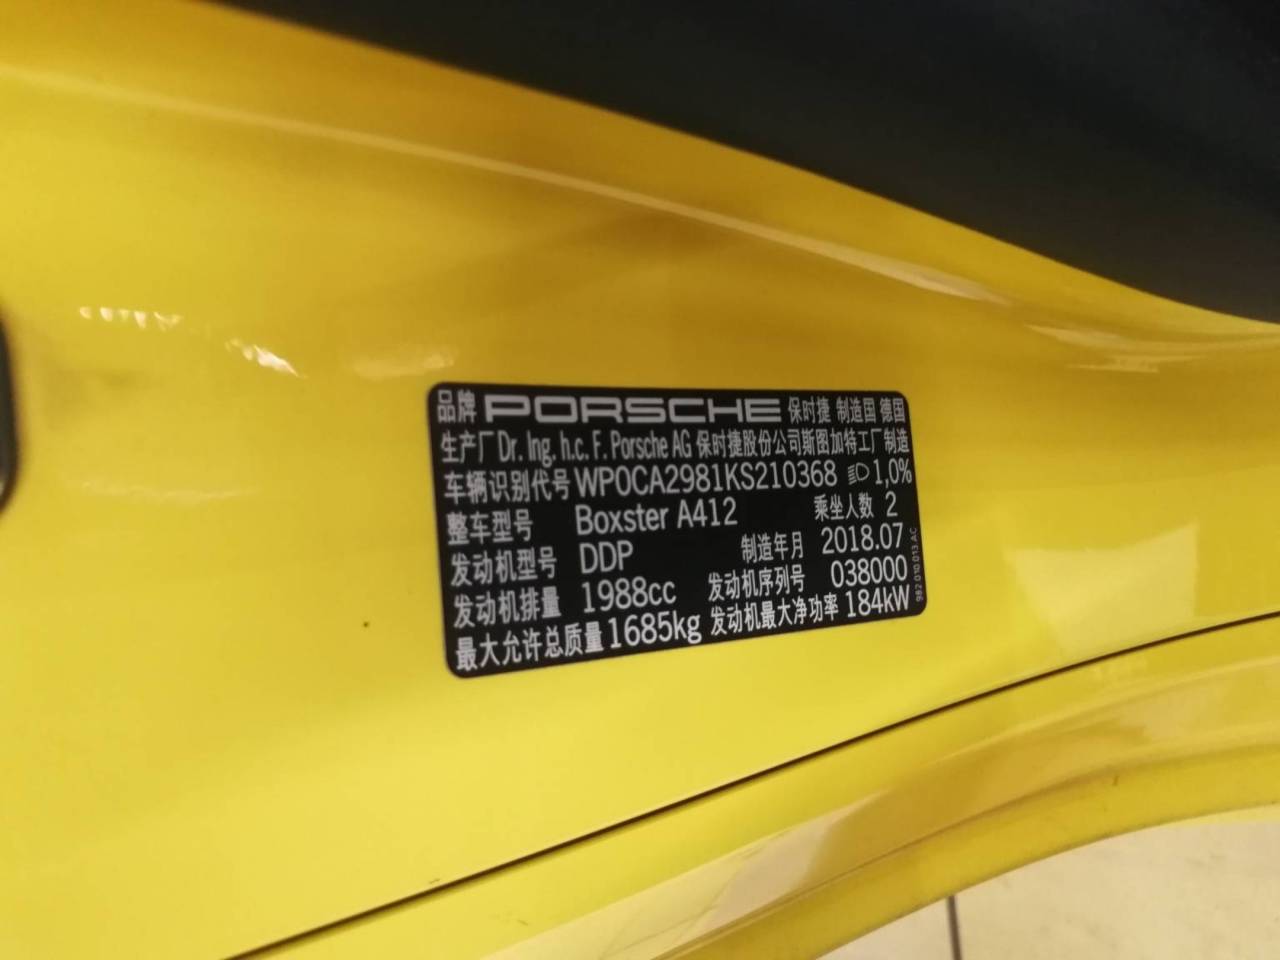 品牌 PORSCHE 保时捷 制造国 德国
生产厂 Dr. Ing. h.c. F. Porsche AG 保时捷股份公司斯图加特工厂制造
车辆识别代号 WP0CA2981KS210368 1,0%
整车型号 Boxster A412 乘坐人数 2
发动机型号 DDP 制造年月 2018.07
发动机排量 1988cc 发动机序列号 038000
最大允许总质量 1685kg 发动机最大净功率 184kW
982 010 013 AC